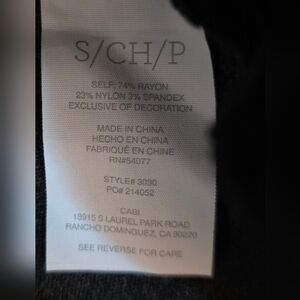 S/CH/P
SELF: 74% RAYON
23% NYLON 3% SPANDEX
EXCLUSIVE OF DECORATION
MADE IN CHINA
HECHO EN CHINA
FABRIQUÉ EN CHINE
RN#54077
STYLE# 3030
PO# 214052
CABI
18915 S LAUREL PARK ROAD
RANCHO DOMINGUEZ, CA 90220
SEE REVERSE FOR CARE